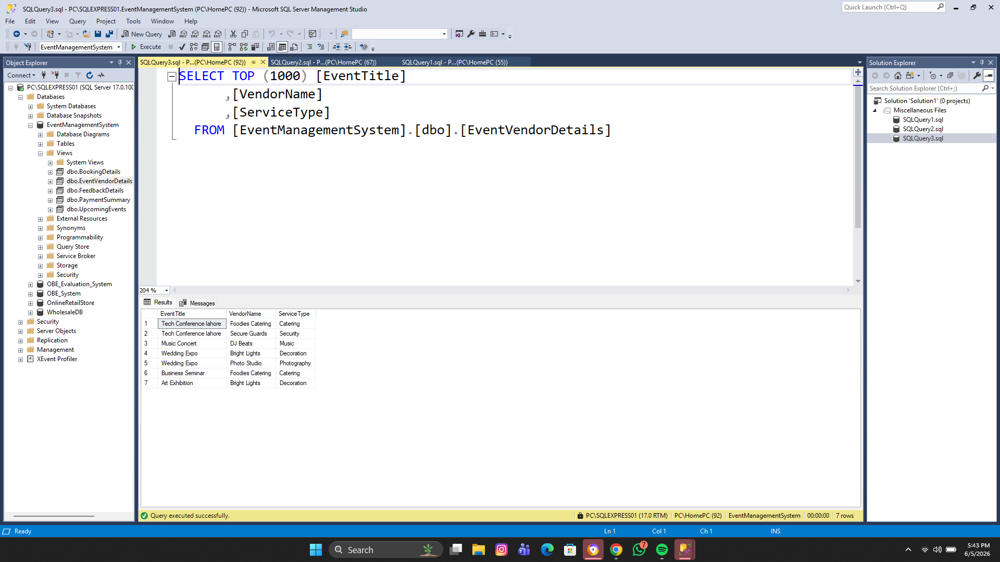 SQLQuery3.sql - PC\SQLEXPRESS01.EventManagementSystem (PC\HomePC (92)) - Microsoft SQL Server Management Studio
Quick Launch (Ctrl+Q)
File Edit View Query Project Tools Window Help
New Query
MDX DMX XMLA DAX
EventManagementSystem
Execute
Object Explorer
Connect
PC\SQLEXPRESS01 (SQL Server 17.0.100
Databases
System Databases
Database Snapshots
EventManagementSystem
Database Diagrams
Tables
Views
System Views
dbo.BookingDetails
dbo.EventVendorDetails
dbo.FeedbackDetails
dbo.PaymentSummary
dbo.UpcomingEvents
External Resources
Synonyms
Programmability
Query Store
Service Broker
Storage
Security
OBE_Evaluation_System
OBE_System
OnlineRetailStore
WholesaleDB
Security
Server Objects
Replication
Management
XEvent Profiler
SQLQuery3.sql - P...(PC\HomePC (92)) SQLQuery2.sql - P...(PC\HomePC (67)) SQLQuery1.sql - P...(PC\HomePC (55))
SELECT TOP (1000) [EventTitle]
,[VendorName]
,[ServiceType]
FROM [EventManagementSystem].[dbo].[EventVendorDetails]
204 %
Results Messages
EventTitle VendorName ServiceType
1 Tech Conference lahore Foodies Catering Catering
2 Tech Conference lahore Secure Guards Security
3 Music Concert DJ Beats Music
4 Wedding Expo Bright Lights Decoration
5 Wedding Expo Photo Studio Photography
6 Business Seminar Foodies Catering Catering
7 Art Exhibition Bright Lights Decoration
Query executed successfully.
PC\SQLEXPRESS01 (17.0 RTM) PC\HomePC (92) EventManagementSystem 00:00:00 7 rows
Solution Explorer
Search Solution Explorer (Ctrl+;)
Solution 'Solution1' (0 projects)
Miscellaneous Files
SQLQuery1.sql
SQLQuery2.sql
SQLQuery3.sql
Ready
Ln 1 Col 1 Ch 1 INS
Search
7
5:43 PM
6/5/2026